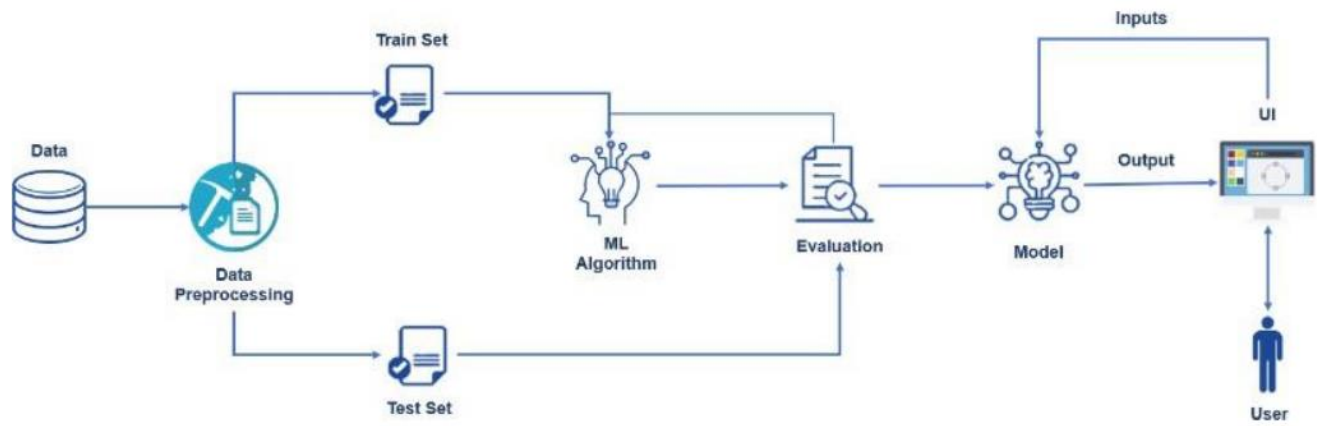 Inputs
Train Set
UI
Data
Output
ML
Algorithm
Evaluation
Model
Data
Preprocessing
Test Set
User